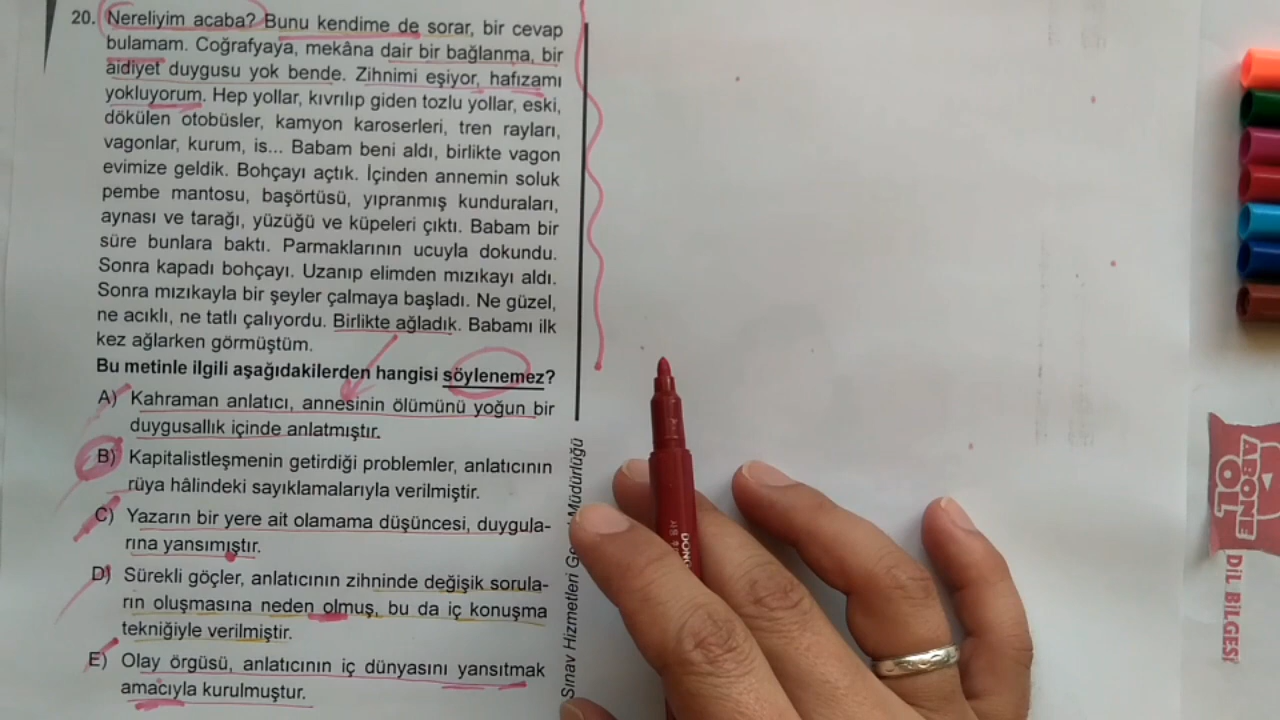 20. Nereliyim acaba? Bunu kendime de sorar, bir cevap
bulamam. Coğrafyaya, mekâna dair bir bağlanma, bir
aidiyet duygusu yok bende. Zihnimi eşiyor, hafızamı
yokluyorum. Hep yollar, kıvrılıp giden tozlu yollar, eski,
dökülen otobüsler, kamyon karoserleri, tren rayları,
vagonlar, kurum, is... Babam beni aldı, birlikte vagon
evimize geldik. Bohçayı açtık. İçinden annemin soluk
pembe mantosu, başörtüsü, yıpranmış kunduraları,
aynası ve tarağı, yüzüğü ve küpeleri çıktı. Babam bir
süre bunlara baktı. Parmaklarının ucuyla dokundu.
Sonra kapadı bohçayı. Uzanıp elimden mızıkayı aldı.
Sonra mızıkayla bir şeyler çalmaya başladı. Ne güzel,
ne acıklı, ne tatlı çalıyordu. Birlikte ağladık. Babamı ilk
kez ağlarken görmüştüm.
Bu metinle ilgili aşağıdakilerden hangisi söylenemez?
A) Kahraman anlatıcı, annesinin ölümünü yoğun bir
duygusallık içinde anlatmıştır.
B) Kapitalistleşmenin getirdiği problemler, anlatıcının
rüya hâlindeki sayıklamalarıyla verilmiştir.
C) Yazarın bir yere ait olamama düşüncesi, duygula-
rına yansımıştır.
D) Sürekli göçler, anlatıcının zihninde değişik sorula-
rın oluşmasına neden olmuş, bu da iç konuşma
tekniğiyle verilmiştir.
E) Olay örgüsü, anlatıcının iç dünyasını yansıtmak
amacıyla kurulmuştur.
Sınav Hizmetleri Ge Müdürlüğü
DONG
ABONE
OL
DİL BİLGESİ